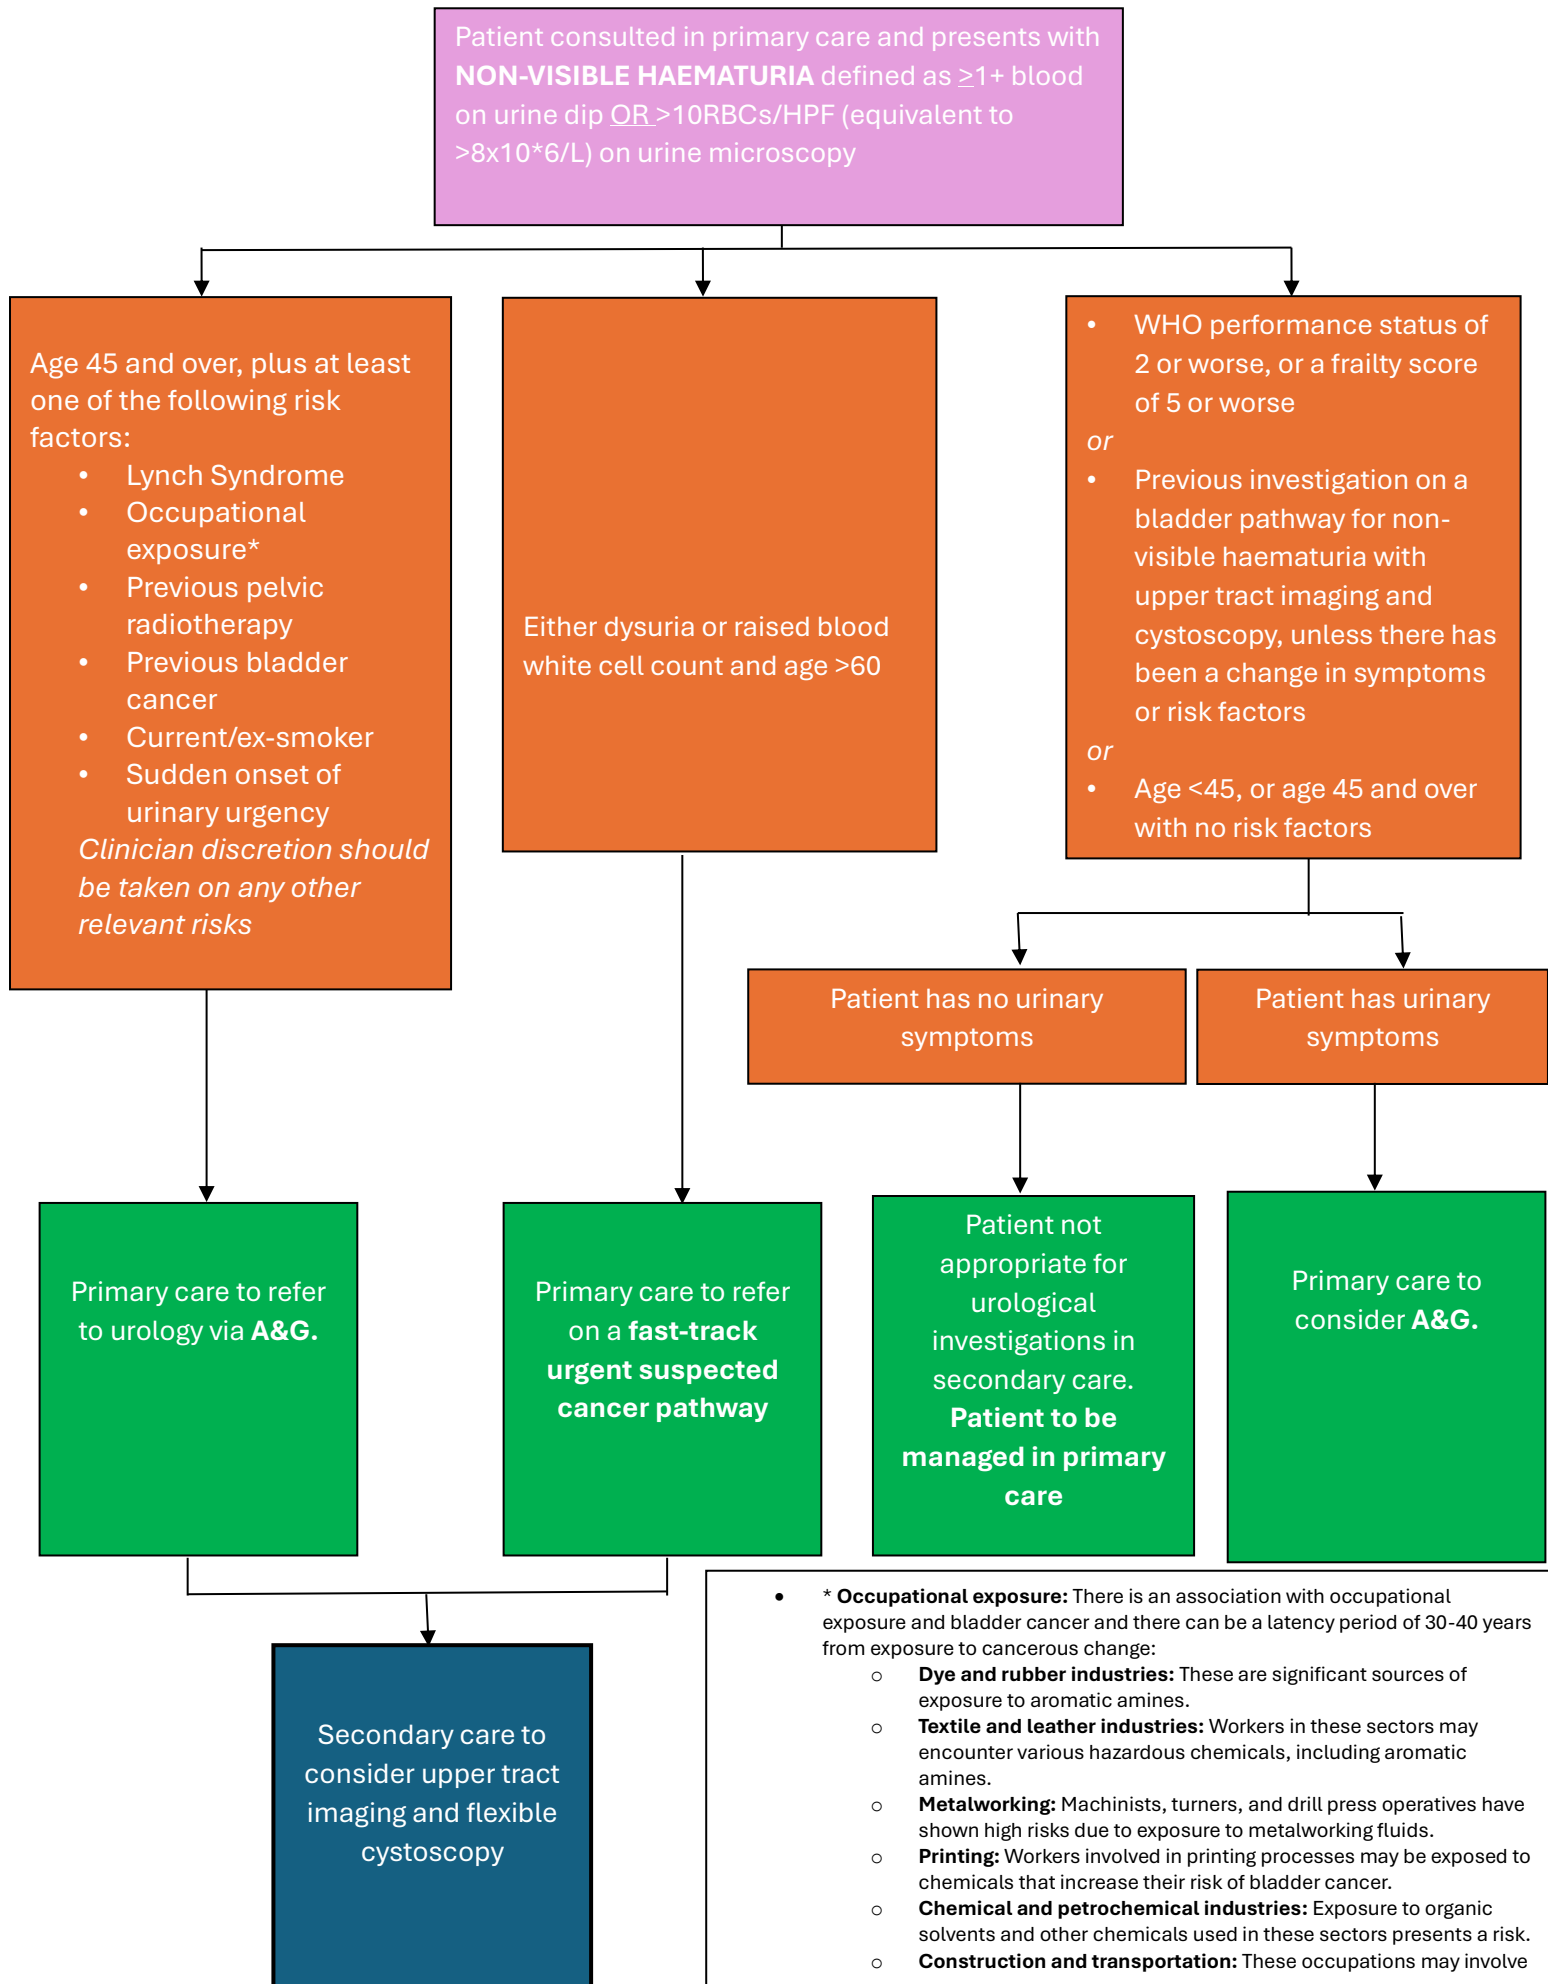 Patient consulted in primary care and presents with
NON-VISIBLE HAEMATURIA defined as ≥1+ blood
on urine dip OR >10RBCs/HPF (equivalent to
>8x10*6/L) on urine microscopy
Age 45 and over, plus at least
one of the following risk
factors:
• Lynch Syndrome
• Occupational
exposure*
• Previous pelvic
radiotherapy
• Previous bladder
cancer
• Current/ex-smoker
• Sudden onset of
urinary urgency
Clinician discretion should
be taken on any other
relevant risks
Either dysuria or raised blood
white cell count and age >60
• WHO performance status of
2 or worse, or a frailty score
of 5 or worse
or
• Previous investigation on a
bladder pathway for non-
visible haematuria with
upper tract imaging and
cystoscopy, unless there has
been a change in symptoms
or risk factors
or
• Age <45, or age 45 and over
with no risk factors
Patient has no urinary
symptoms
Patient has urinary
symptoms
Primary care to refer
to urology via A&G.
Primary care to refer
on a fast-track
urgent suspected
cancer pathway
Patient not
appropriate for
urological
investigations in
secondary care.
Patient to be
managed in primary
care
Primary care to
consider A&G.
Secondary care to
consider upper tract
imaging and flexible
cystoscopy
• * Occupational exposure: There is an association with occupational
exposure and bladder cancer and there can be a latency period of 30-40 years
from exposure to cancerous change:
o Dye and rubber industries: These are significant sources of
exposure to aromatic amines.
o Textile and leather industries: Workers in these sectors may
encounter various hazardous chemicals, including aromatic
amines.
o Metalworking: Machinists, turners, and drill press operatives have
shown high risks due to exposure to metalworking fluids.
o Printing: Workers involved in printing processes may be exposed to
chemicals that increase their risk of bladder cancer.
o Chemical and petrochemical industries: Exposure to organic
solvents and other chemicals used in these sectors presents a risk.
o Construction and transportation: These occupations may involve